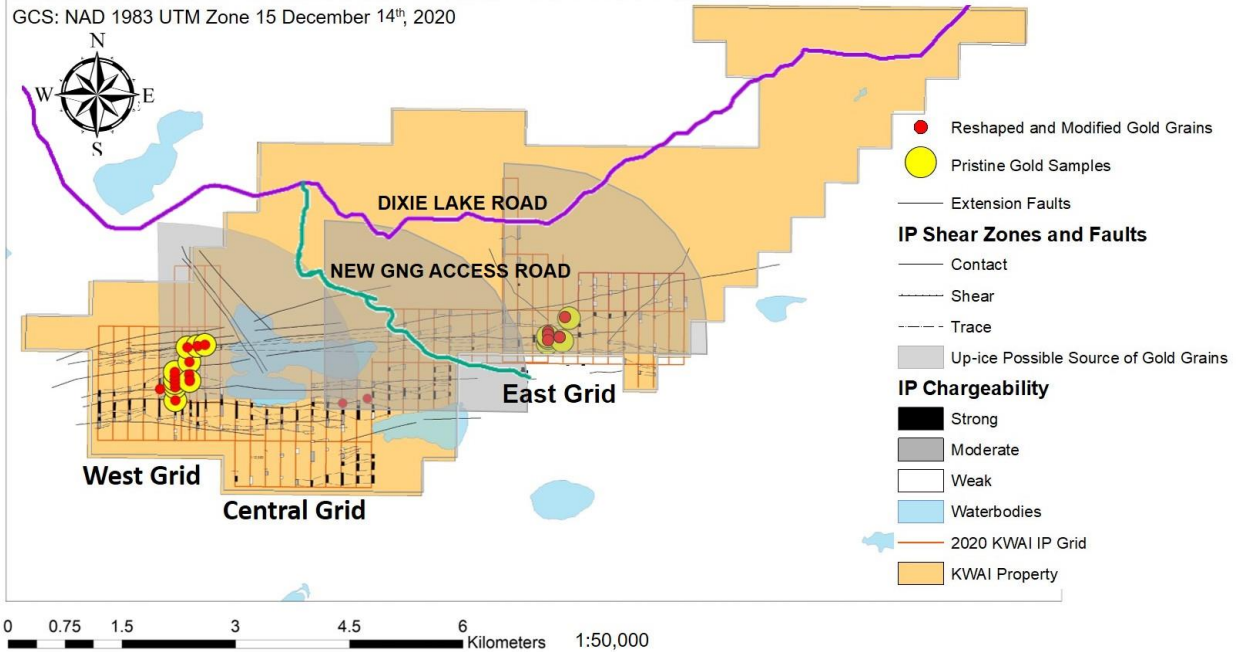 GCS: NAD 1983 UTM Zone 15 December 14th, 2020
N
W E
S
DIXIE LAKE ROAD
NEW GNG ACCESS ROAD
East Grid
West Grid
Central Grid
Reshaped and Modified Gold Grains
Pristine Gold Samples
Extension Faults
IP Shear Zones and Faults
Contact
Shear
Trace
Up-ice Possible Source of Gold Grains
IP Chargeability
Strong
Moderate
Weak
Waterbodies
2020 KWAI IP Grid
KWAI Property
0 0.75 1.5 3 4.5 6
Kilometers 1:50,000